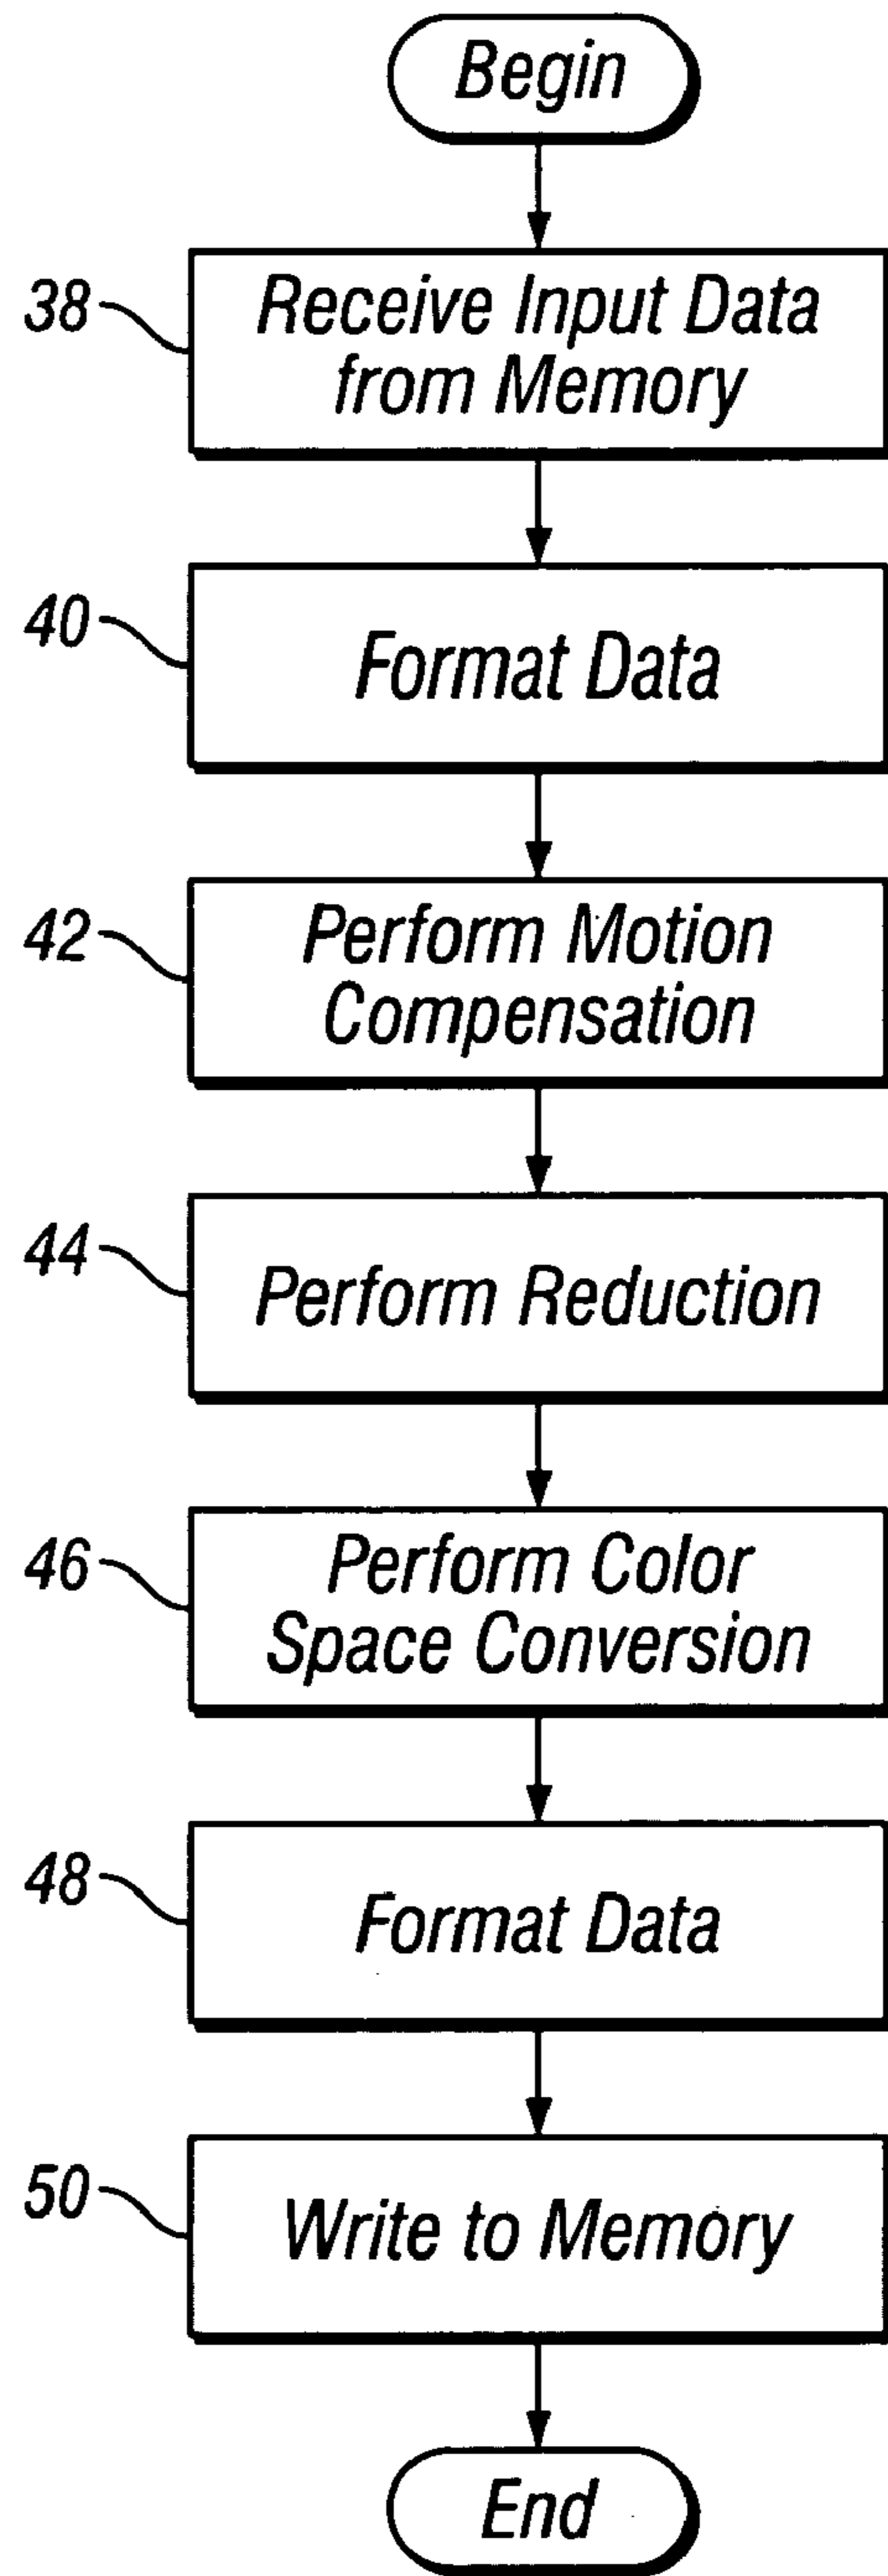 Begin
38
Receive Input Data
from Memory
40
Format Data
42
Perform Motion
Compensation
44
Perform Reduction
46
Perform Color
Space Conversion
48
Format Data
50
Write to Memory
End